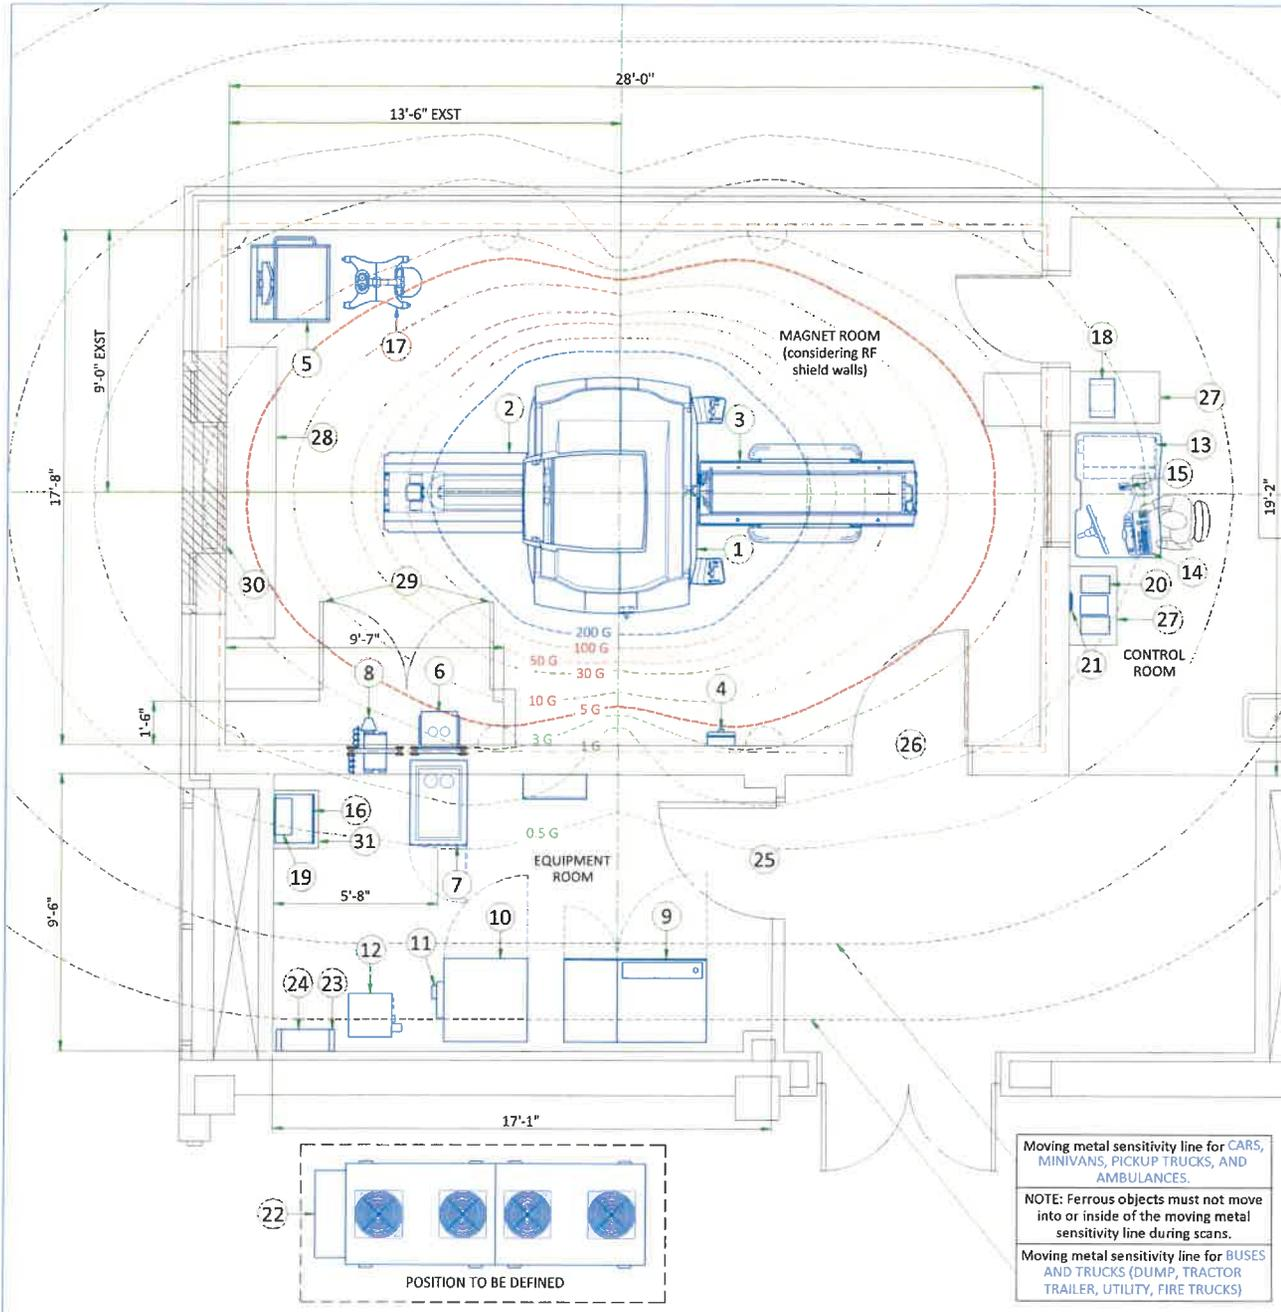 28'-0"
13'-6" EXST
MAGNET ROOM
(considering RF
shield walls)
18
5
17
9'-0" EXST
27
2
3
13
28
15
17'-8"
19'-2"
1
14
30
29
20
200 G
9'-7"
100 G
27
50 G
30 G
21
CONTROL
ROOM
8
6
4
10 G
5 G
1'-6"
3 G
1 G
26
16
31
0.5 G
25
EQUIPMENT
ROOM
19
7
5'-8"
9'-6"
10
9
11
12
24
23
17'-1"
22
POSITION TO BE DEFINED
Moving metal sensitivity line for CARS,
MINIVANS, PICKUP TRUCKS, AND
AMBULANCES.
NOTE: Ferrous objects must not move
into or inside of the moving metal
sensitivity line during scans.
Moving metal sensitivity line for BUSES
AND TRUCKS (DUMP, TRACTOR
TRAILER, UTILITY, FIRE TRUCKS)